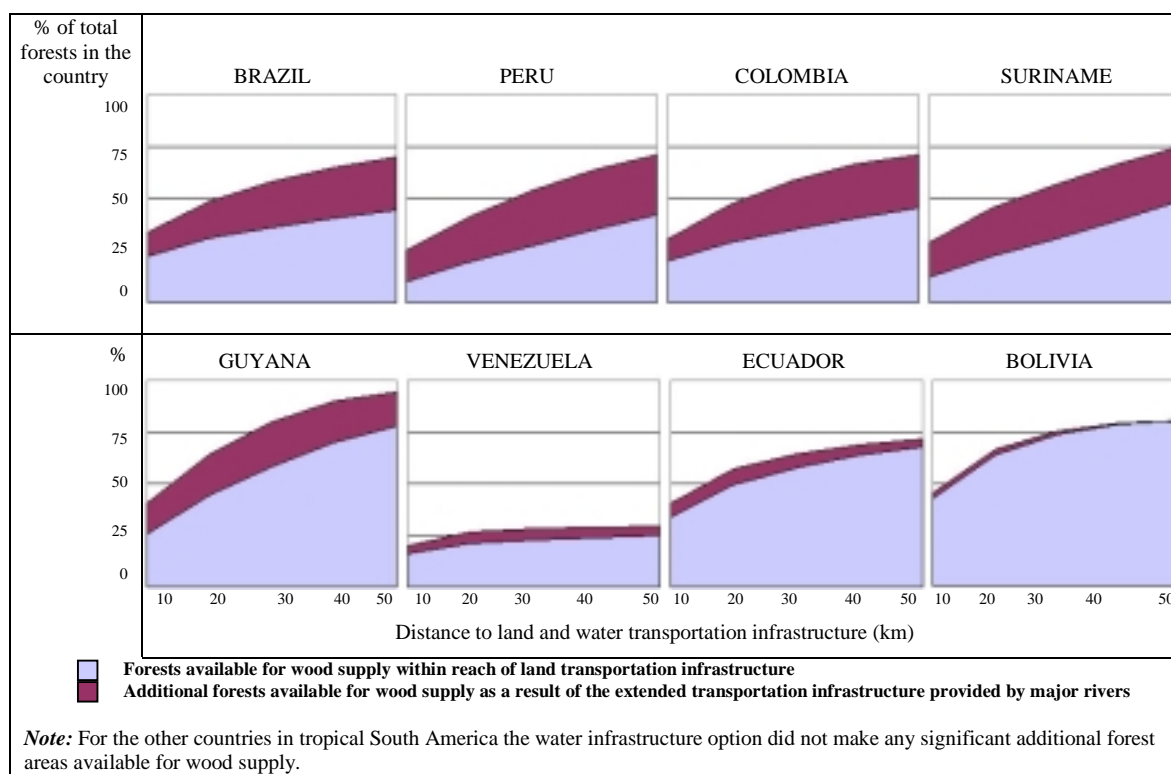 % of total
forests in the
country
BRAZIL PERU COLOMBIA SURINAME
100
75
50
25
0
% GUYANA VENEZUELA ECUADOR BOLIVIA
100
75
50
25
0
10 20 30 40 50 10 20 30 40 50 10 20 30 40 50 10 20 30 40 50
Distance to land and water transportation infrastructure (km)
Forests available for wood supply within reach of land transportation infrastructure
Additional forests available for wood supply as a result of the extended transportation infrastructure provided by major rivers
Note: For the other countries in tropical South America the water infrastructure option did not make any significant additional forest
areas available for wood supply.